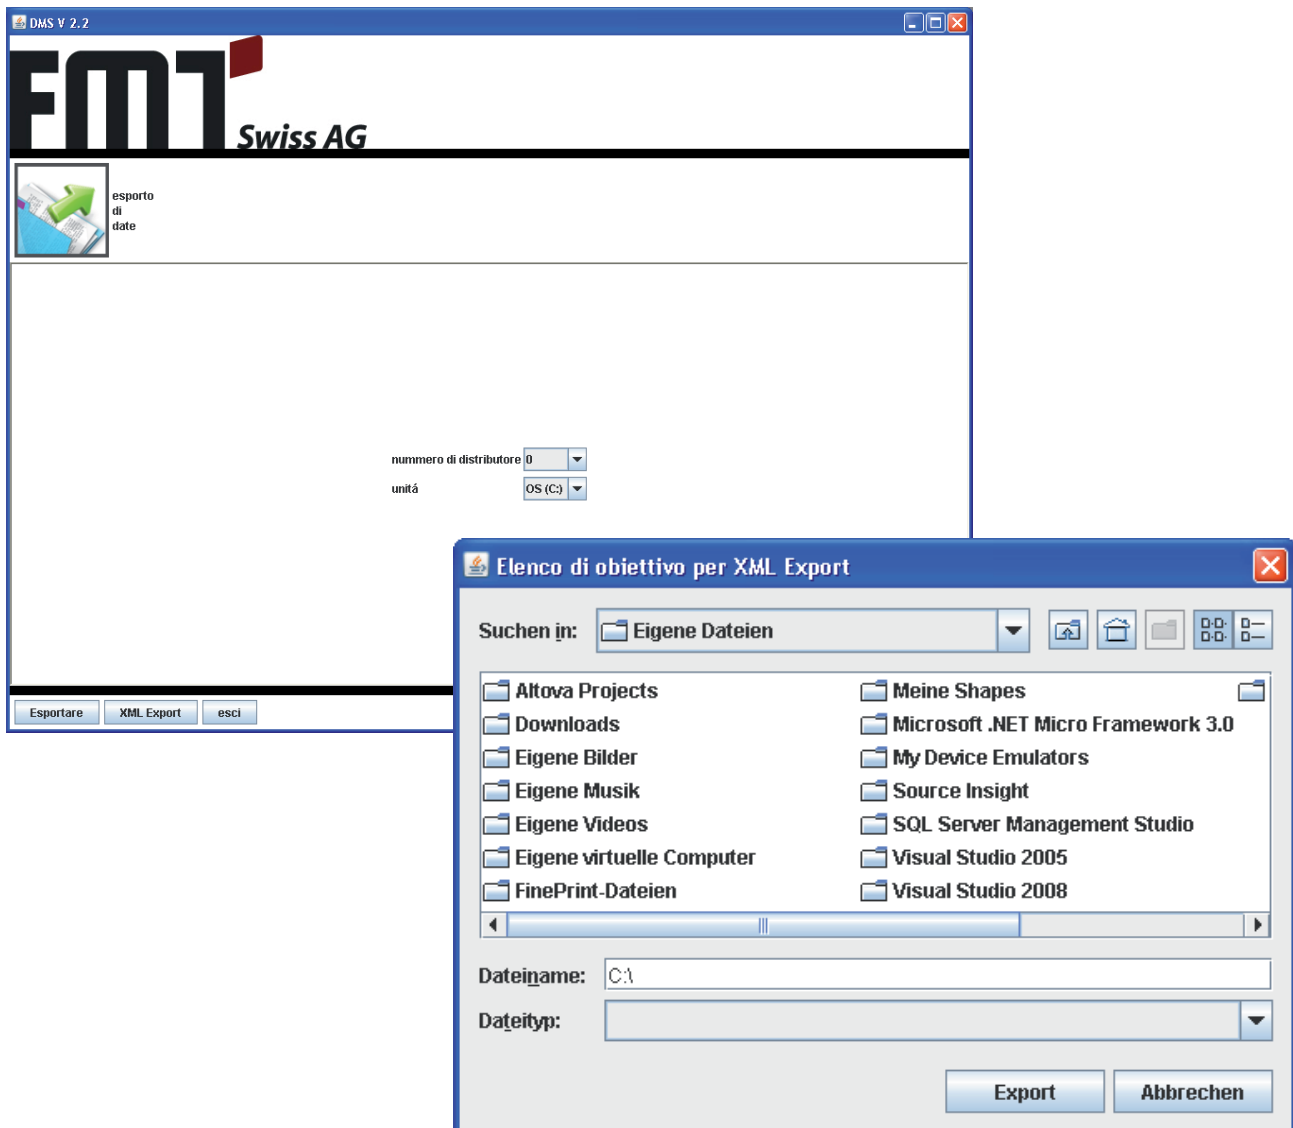 DMS V 2.2
FMT
Swiss AG
esporto
di
date
nummero di distributore 0
unitá OS (C:)
Esportare XML Export esci
Elenco di obiettivo per XML Export
Suchen in: Eigene Dateien
Altova Projects
Downloads
Eigene Bilder
Eigene Musik
Eigene Videos
Eigene virtuelle Computer
FinePrint-Dateien
Meine Shapes
Microsoft .NET Micro Framework 3.0
My Device Emulators
Source Insight
SQL Server Management Studio
Visual Studio 2005
Visual Studio 2008
Dateiname: C:\
Dateityp:
Export Abbrechen